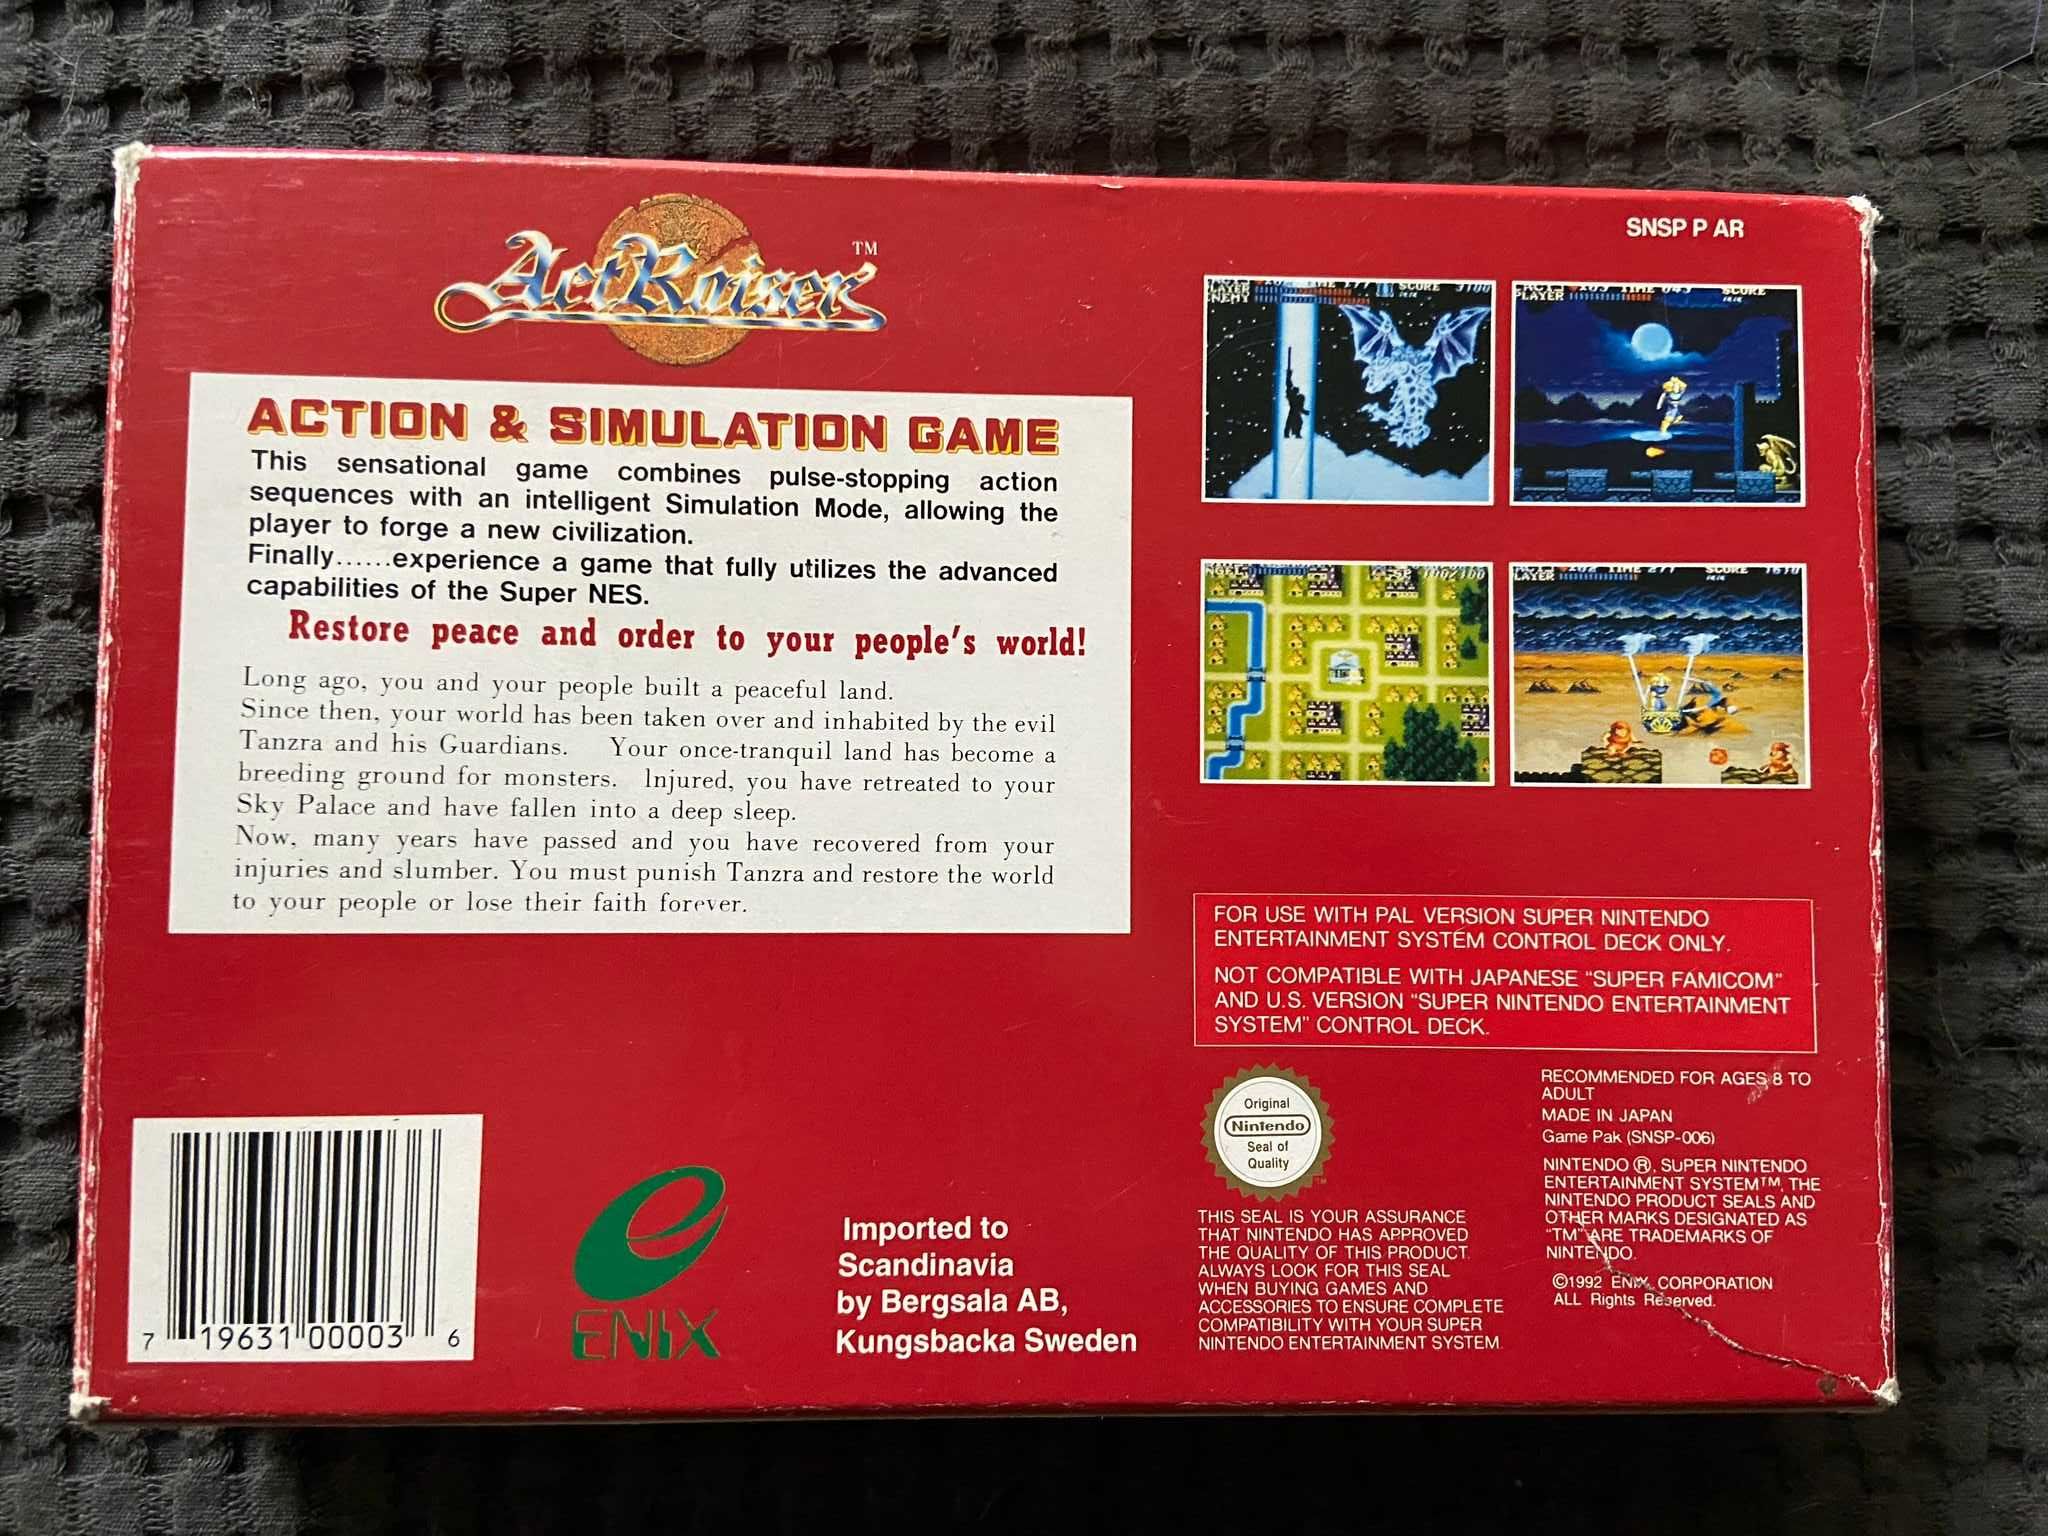 ActRaiser™
SNSP P AR
ACTION & SIMULATION GAME
This sensational game combines pulse-stopping action
sequences with an intelligent Simulation Mode, allowing the
player to forge a new civilization.
Finally......experience a game that fully utilizes the advanced
capabilities of the Super NES.
Restore peace and order to your people's world!
Long ago, you and your people built a peaceful land.
Since then, your world has been taken over and inhabited by the evil
Tanzra and his Guardians. Your once-tranquil land has become a
breeding ground for monsters. Injured, you have retreated to your
Sky Palace and have fallen into a deep sleep.
Now, many years have passed and you have recovered from your
injuries and slumber. You must punish Tanzra and restore the world
to your people or lose their faith forever.
PLAYER
ENEMY
SCORE 3100
PLAYER
TIME
SCORE
100/100
PLAYER
TIME
SCORE
FOR USE WITH PAL VERSION SUPER NINTENDO
ENTERTAINMENT SYSTEM CONTROL DECK ONLY.
NOT COMPATIBLE WITH JAPANESE "SUPER FAMICOM"
AND U.S. VERSION "SUPER NINTENDO ENTERTAINMENT
SYSTEM" CONTROL DECK.
Original
Nintendo
Seal of
Quality
™
THIS SEAL IS YOUR ASSURANCE
THAT NINTENDO HAS APPROVED
THE QUALITY OF THIS PRODUCT.
ALWAYS LOOK FOR THIS SEAL
WHEN BUYING GAMES AND
ACCESSORIES TO ENSURE COMPLETE
COMPATIBILITY WITH YOUR SUPER
NINTENDO ENTERTAINMENT SYSTEM.
RECOMMENDED FOR AGES 8 TO
ADULT
MADE IN JAPAN
Game Pak (SNSP-006)
NINTENDO ®, SUPER NINTENDO
ENTERTAINMENT SYSTEM™, THE
NINTENDO PRODUCT SEALS AND
OTHER MARKS DESIGNATED AS
"TM" ARE TRADEMARKS OF
NINTENDO.
©1992 ENIX CORPORATION
ALL Rights Reserved.
7 19631 00003 6
ENIX
Imported to
Scandinavia
by Bergsala AB,
Kungsbacka Sweden